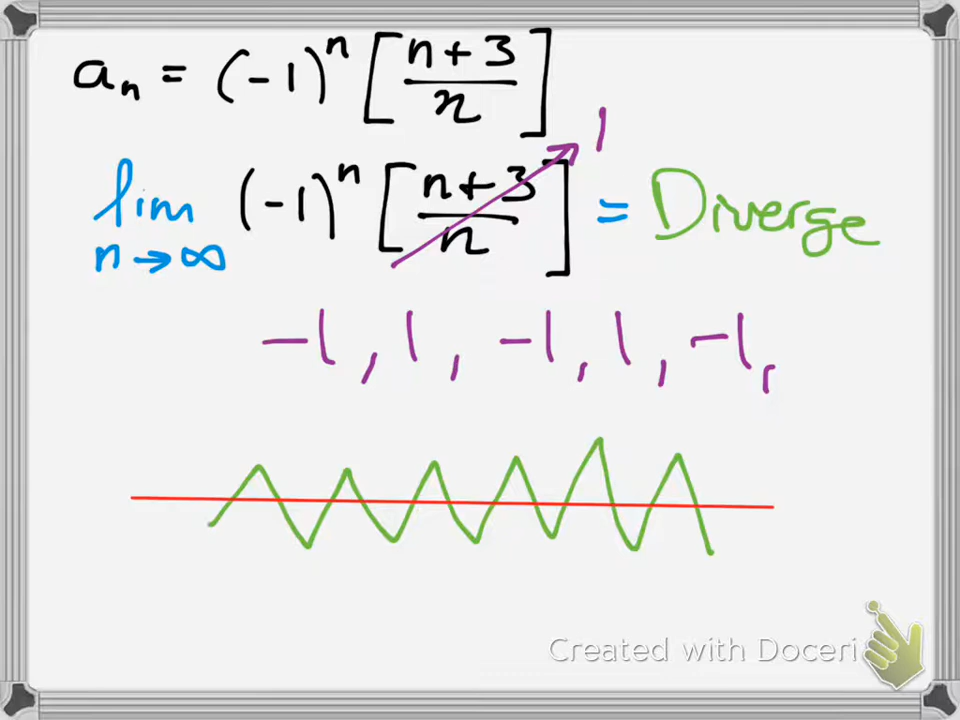 aₙ = (-1)ⁿ [(n+3)/n]
1
lim n→∞ (-1)ⁿ [(n+3)/n] = Diverge
-1, 1, -1, 1, -1,
Created with Doceri